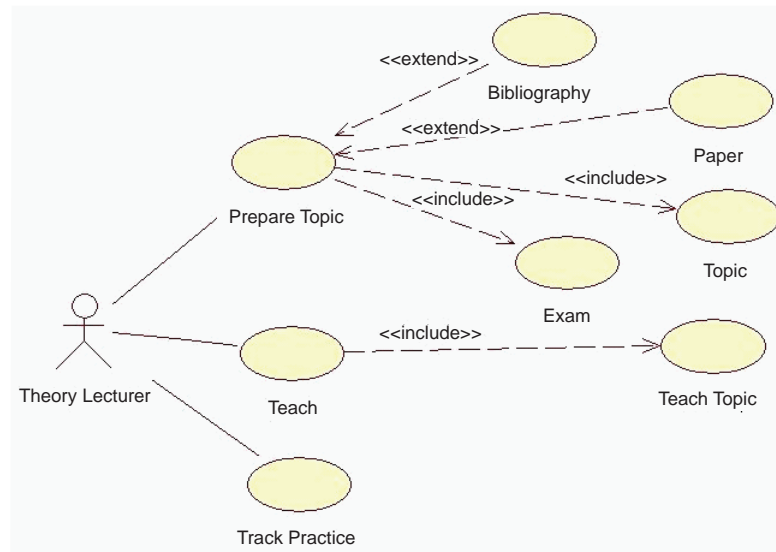 <<extend>>
Bibliography
<<extend>>
Paper
<<include>>
<<include>>
Prepare Topic
Topic
Exam
<<include>>
Theory Lecturer
Teach
Teach Topic
Track Practice